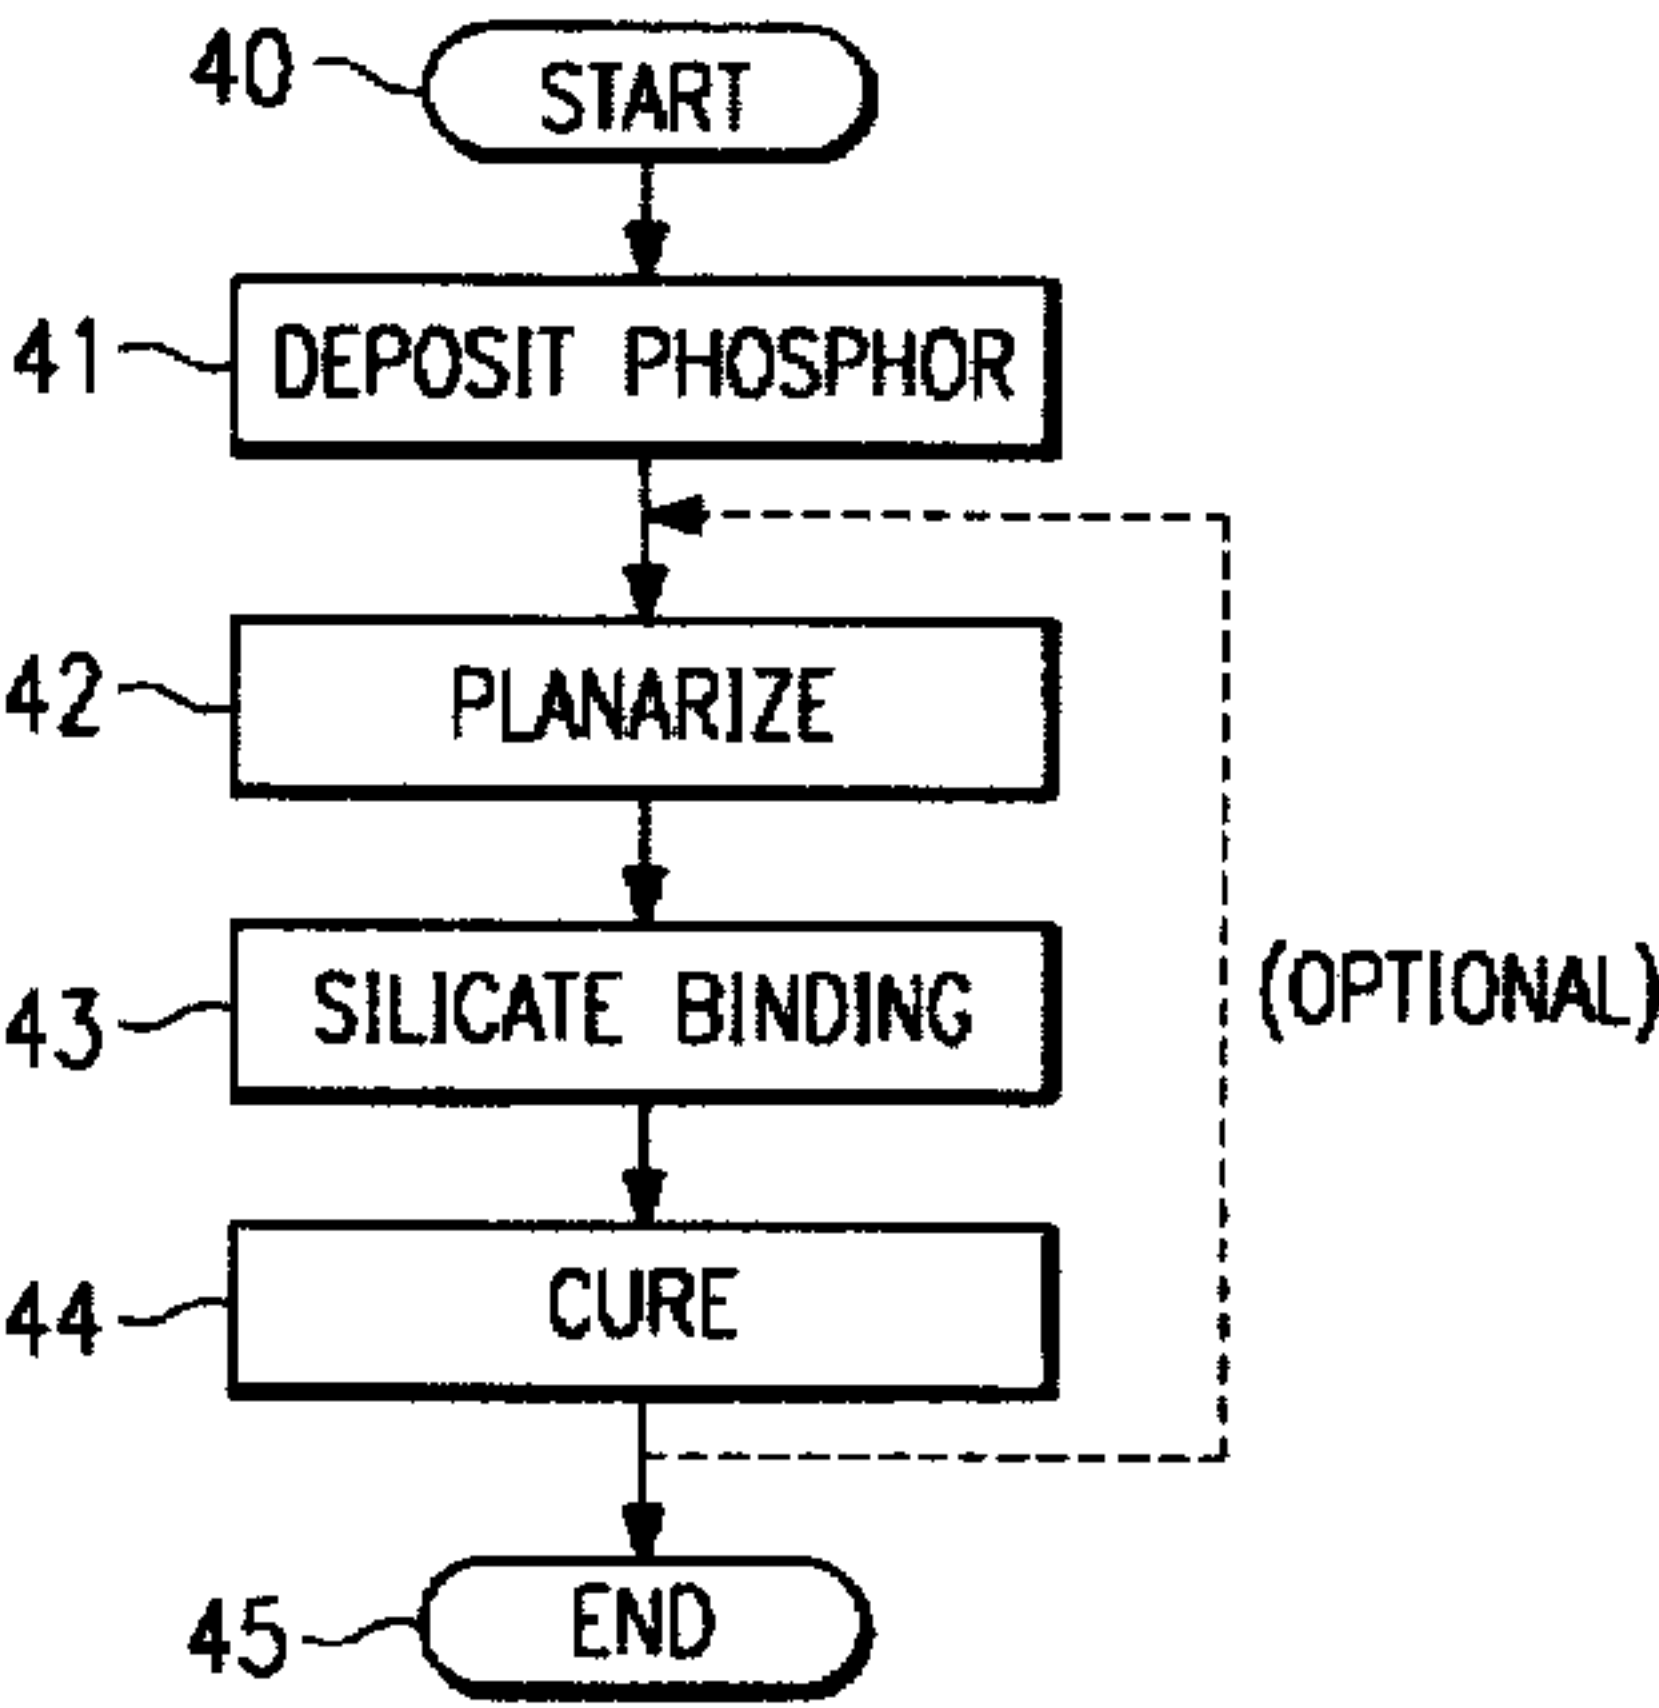 40 START
41 DEPOSIT PHOSPHOR
42 PLANARIZE
43 SILICATE BINDING
(OPTIONAL)
44 CURE
45 END